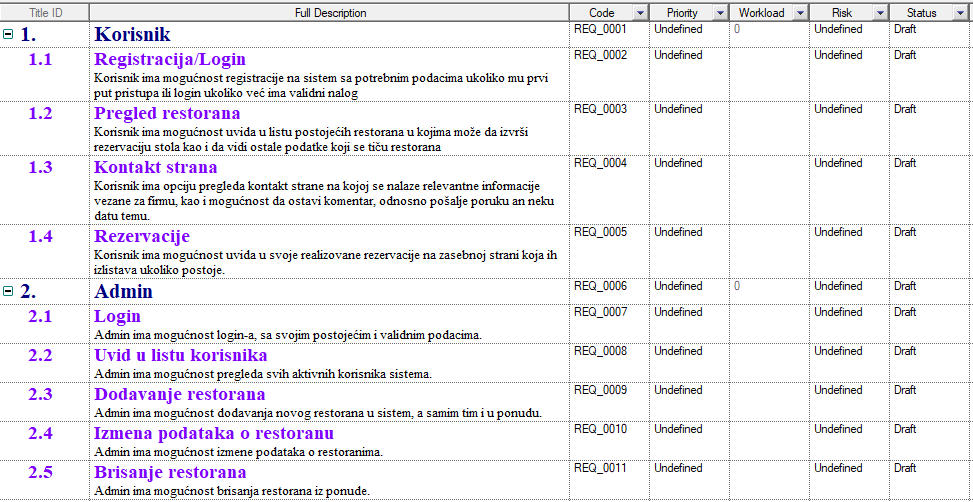 Title ID Full Description Code Priority Workload Risk Status
1. Korisnik REQ_0001 Undefined 0 Undefined Draft
1.1 Registracija/Login REQ_0002 Undefined Undefined Draft
Korisnik ima mogućnost registracije na sistem sa potrebnim podacima ukoliko mu prvi
put pristupa ili login ukoliko već ima validni nalog
1.2 Pregled restorana REQ_0003 Undefined Undefined Draft
Korisnik ima mogućnost uvida u listu postojećih restorana u kojima može da izvrši
rezervaciju stola kao i da vidi ostale podatke koji se tiču restorana
1.3 Kontakt strana REQ_0004 Undefined Undefined Draft
Korisnik ima opciju pregleda kontakt strane na kojoj se nalaze relevantne informacije
vezane za firmu, kao i mogućnost da ostavi komentar, odnosno pošalje poruku an neku
datu temu.
1.4 Rezervacije REQ_0005 Undefined Undefined Draft
Korisnik ima mogućnost uvida u svoje realizovane rezervacije na zasebnoj strani koja ih
izlistava ukoliko postoje.
2. Admin REQ_0006 Undefined 0 Undefined Draft
2.1 Login REQ_0007 Undefined Undefined Draft
Admin ima mogućnost login-a, sa svojim postojećim i validnim podacima.
2.2 Uvid u listu korisnika REQ_0008 Undefined Undefined Draft
Admin ima mogućnost pregleda svih aktivnih korisnika sistema.
2.3 Dodavanje restorana REQ_0009 Undefined Undefined Draft
Admin ima mogućnost dodavanja novog restorana u sistem, a samim tim i u ponudu.
2.4 Izmena podataka o restoranu REQ_0010 Undefined Undefined Draft
Admin ima mogućnost izmene podataka o restoranima.
2.5 Brisanje restorana REQ_0011 Undefined Undefined Draft
Admin ima mogućnost brisanja restorana iz ponude.